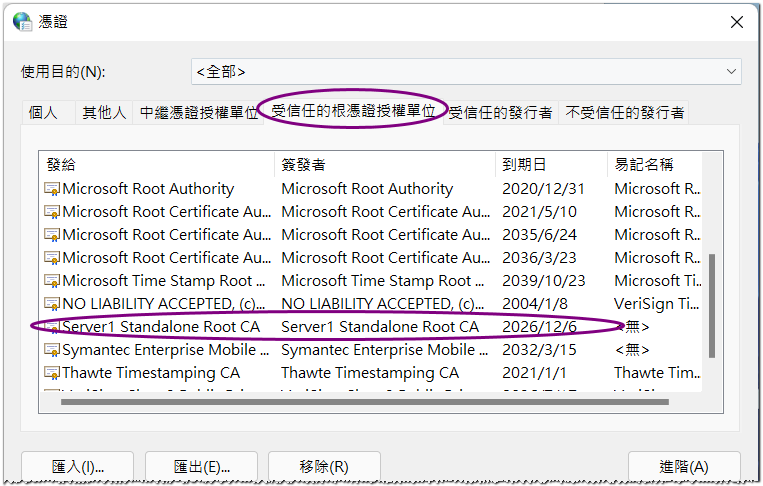 憑證
使用目的(N):
<全部>
個人 其他人 中繼憑證授權單位 受信任的根憑證授權單位 受信任的發行者 不受信任的發行者
發給 簽發者 到期日 易記名稱
Microsoft Root Authority Microsoft Root Authority 2020/12/31 Microsoft R...
Microsoft Root Certificate Au... Microsoft Root Certificate Au... 2021/5/10 Microsoft R...
Microsoft Root Certificate Au... Microsoft Root Certificate Au... 2035/6/24 Microsoft R...
Microsoft Root Certificate Au... Microsoft Root Certificate Au... 2036/3/23 Microsoft R...
Microsoft Time Stamp Root ... Microsoft Time Stamp Root ... 2039/10/23 Microsoft Ti...
NO LIABILITY ACCEPTED, (c)... NO LIABILITY ACCEPTED, (c)... 2004/1/8 VeriSign Ti...
Server1 Standalone Root CA Server1 Standalone Root CA 2026/12/6 <無>
Symantec Enterprise Mobile ... Symantec Enterprise Mobile ... 2032/3/15 <無>
Thawte Timestamping CA Thawte Timestamping CA 2021/1/1 Thawte Tim...
匯入(I)... 匯出(E)... 移除(R) 進階(A)